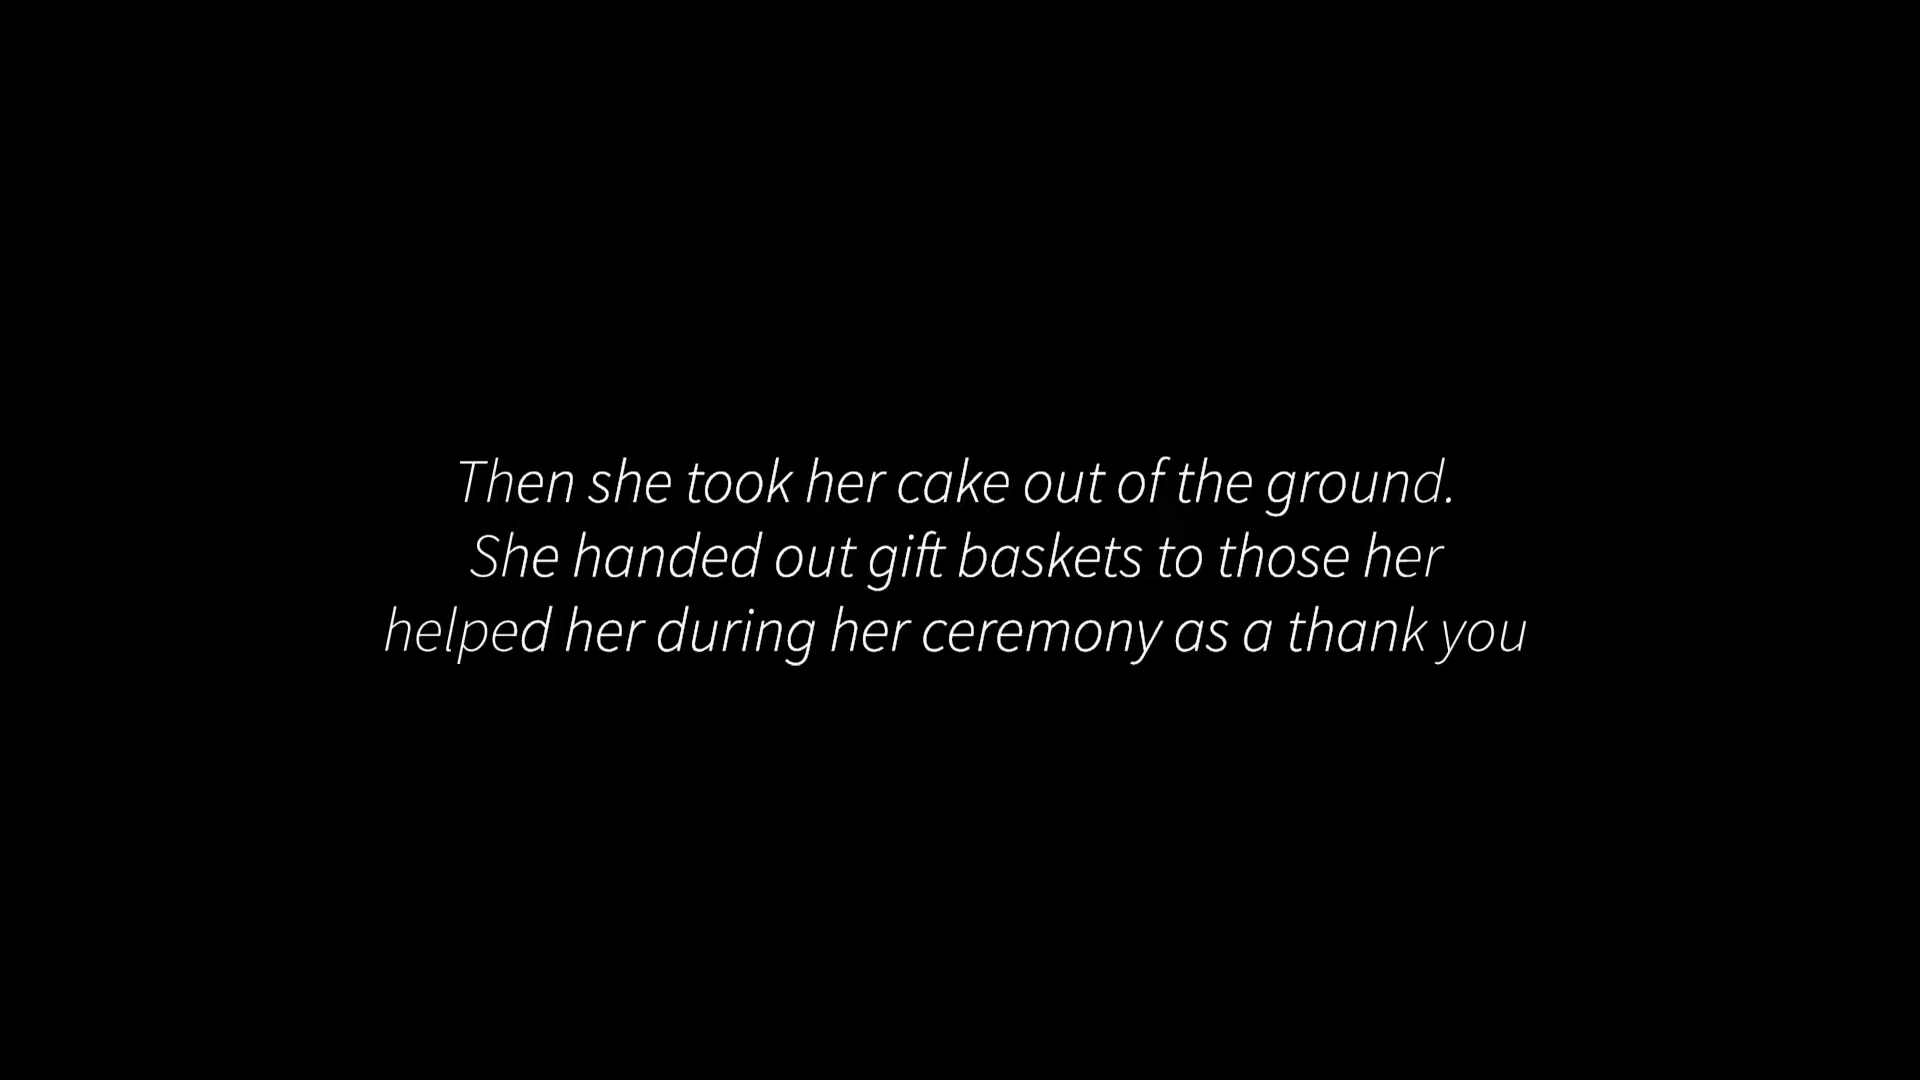 Then she took her cake out of the ground.
She handed out gift baskets to those her
helped her during her ceremony as a thank you